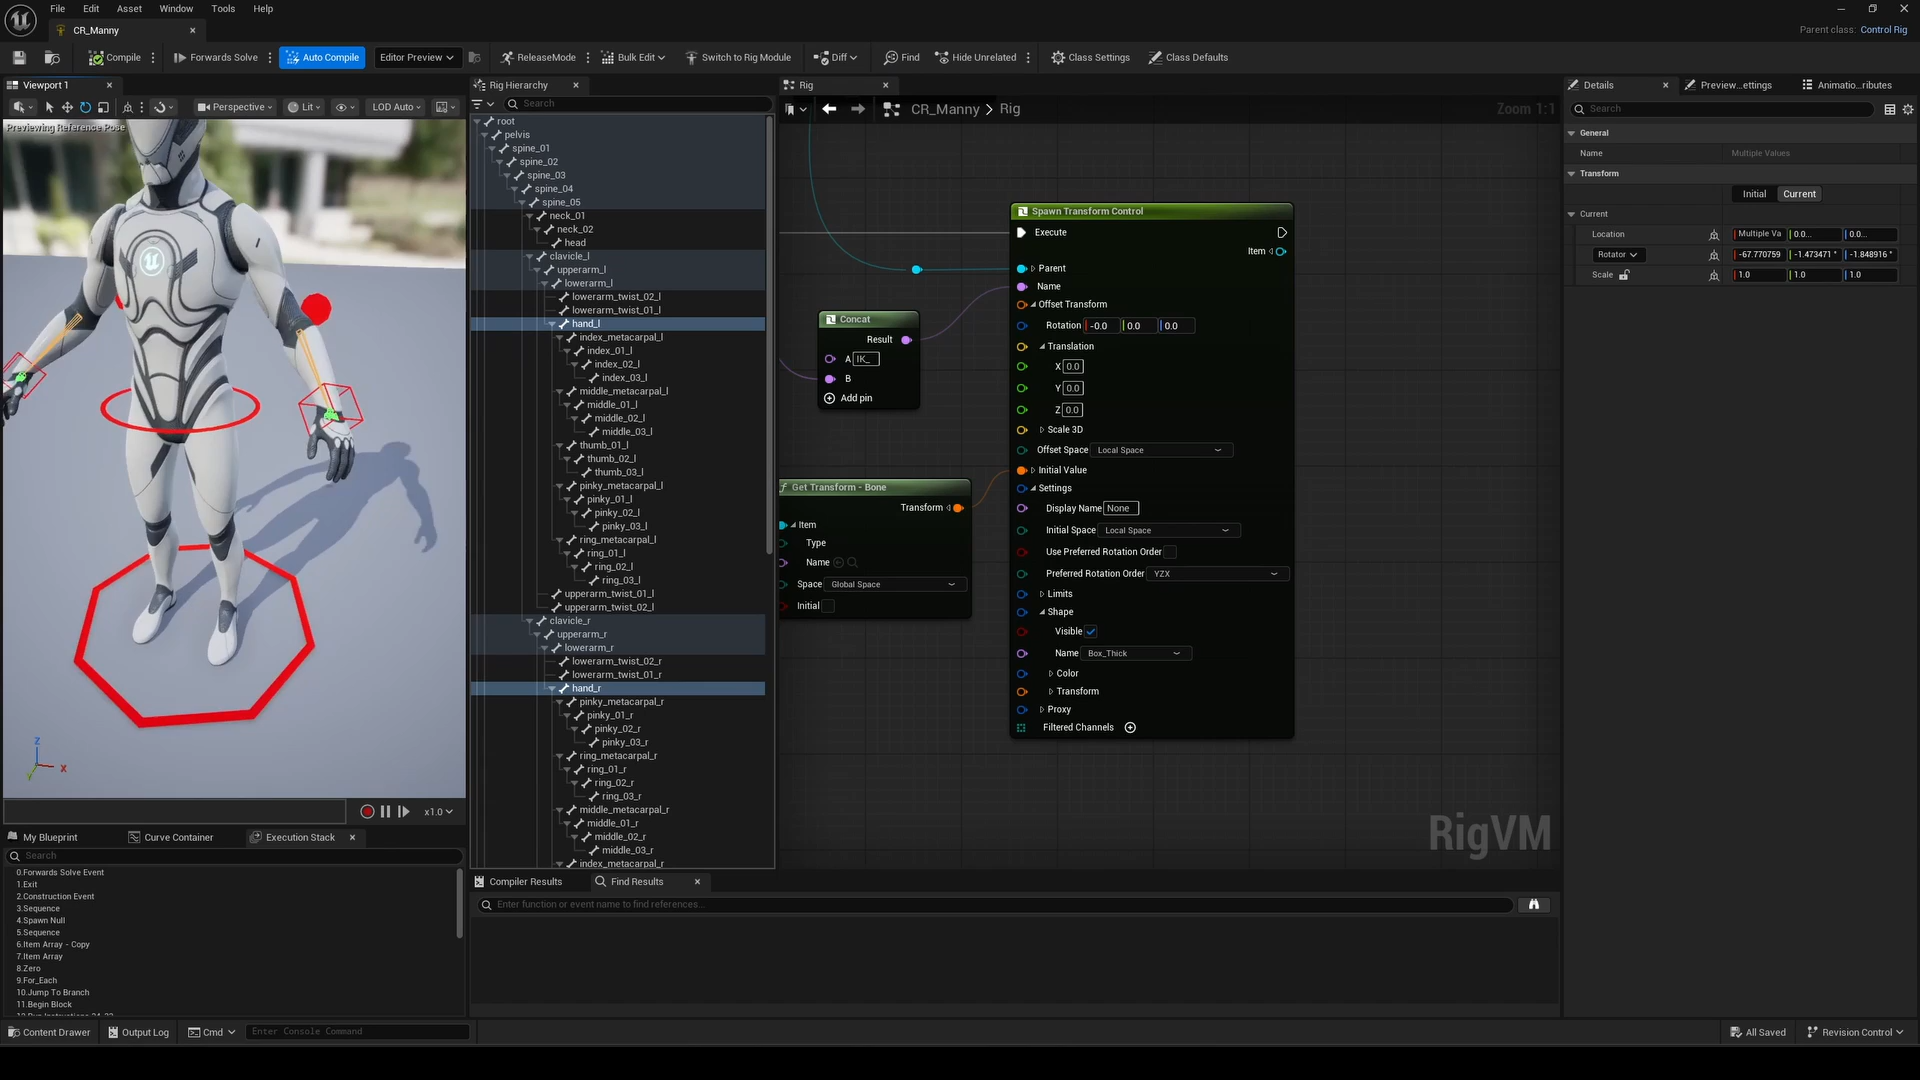 File Edit Asset Window Tools Help
CR_Manny
Parent class: Control Rig
Compile Forwards Solve Auto Compile Editor Preview ReleaseMode Bulk Edit Switch to Rig Module Diff Find Hide Unrelated Class Settings Class Defaults
Viewport 1
Perspective Lit LOD Auto
Previewing Reference Pose
Z
X
Y
x1.0
My Blueprint Curve Container Execution Stack
Search
0.Forwards Solve Event
1.Exit
2.Construction Event
3.Sequence
4.Spawn Null
5.Sequence
6.Item Array - Copy
7.Item Array
8.Zero
9.For_Each
10.Jump To Branch
11.Begin Block
Rig Hierarchy
Search
root
pelvis
spine_01
spine_02
spine_03
spine_04
spine_05
neck_01
neck_02
head
clavicle_l
upperarm_l
lowerarm_l
lowerarm_twist_02_l
lowerarm_twist_01_l
hand_l
index_metacarpal_l
index_01_l
index_02_l
index_03_l
middle_metacarpal_l
middle_01_l
middle_02_l
middle_03_l
thumb_01_l
thumb_02_l
thumb_03_l
pinky_metacarpal_l
pinky_01_l
pinky_02_l
pinky_03_l
ring_metacarpal_l
ring_01_l
ring_02_l
ring_03_l
upperarm_twist_01_l
upperarm_twist_02_l
clavicle_r
upperarm_r
lowerarm_r
lowerarm_twist_02_r
lowerarm_twist_01_r
hand_r
pinky_metacarpal_r
pinky_01_r
pinky_02_r
pinky_03_r
ring_metacarpal_r
ring_01_r
ring_02_r
ring_03_r
middle_metacarpal_r
middle_01_r
middle_02_r
middle_03_r
index_metacarpal_r
Rig
CR_Manny > Rig
Zoom 1:1
Concat
Result
A IK_
B
Add pin
Get Transform - Bone
Transform
Item
Type
Name
Space Global Space
Initial
Spawn Transform Control
Execute
Item
Parent
Name
Offset Transform
Rotation -0.0 0.0 0.0
Translation
X 0.0
Y 0.0
Z 0.0
Scale 3D
Offset Space Local Space
Initial Value
Settings
Display Name None
Initial Space Local Space
Use Preferred Rotation Order
Preferred Rotation Order YZX
Limits
Shape
Visible
Name Box_Thick
Color
Transform
Proxy
Filtered Channels
RigVM
Compiler Results Find Results
Enter function or event name to find references...
Details Preview...ettings Animatio...ributes
Search
General
Name Multiple Values
Transform
Initial Current
Current
Location Multiple Va 0.0... 0.0...
Rotator -67.770759 -1.473471 ° -1.848916 °
Scale 1.0 1.0 1.0
Content Drawer Output Log Cmd Enter Console Command
All Saved Revision Control